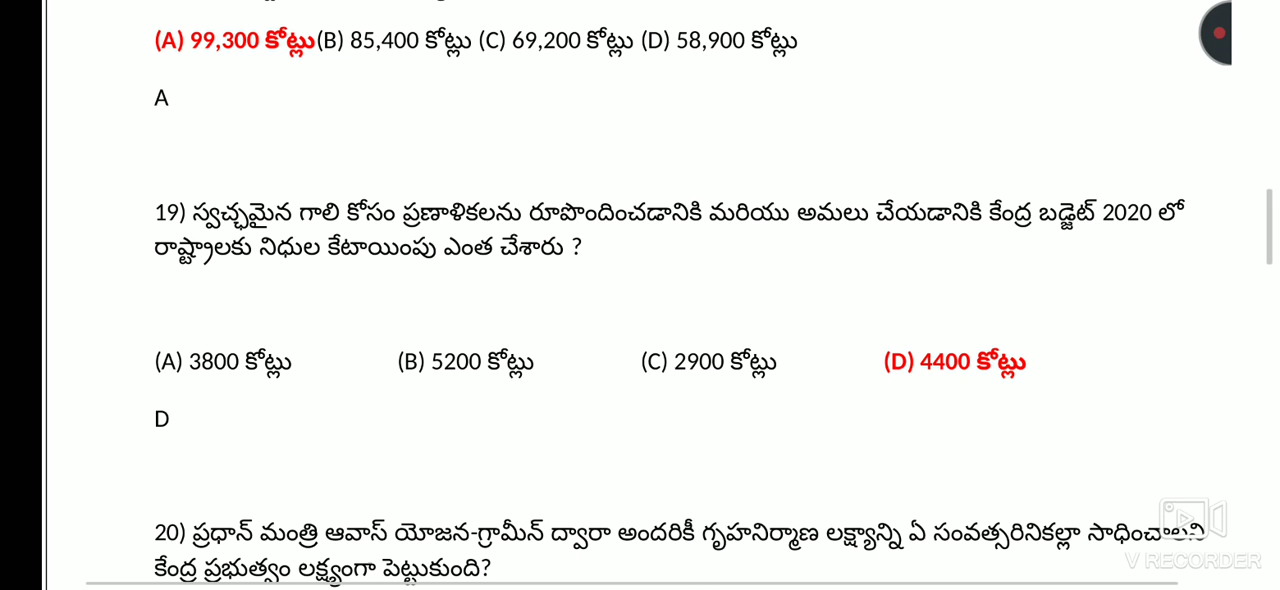 (A) 99,300 కోట్లు(B) 85,400 కోట్లు (C) 69,200 కోట్లు (D) 58,900 కోట్లు
A
19) స్వచ్ఛమైన గాలి కోసం ప్రణాళికలను రూపొందించడానికి మరియు అమలు చేయడానికి కేంద్ర బడ్జెట్ 2020 లో
రాష్ట్రాలకు నిధుల కేటాయింపు ఎంత చేశారు ?
(A) 3800 కోట్లు (B) 5200 కోట్లు (C) 2900 కోట్లు (D) 4400 కోట్లు
D
20) ప్రధాన్ మంత్రి ఆవాస్ యోజన-గ్రామీన్ ద్వారా అందరికీ గృహనిర్మాణ లక్ష్యాన్ని ఏ సంవత్సరినికల్లా సాధించాలని
కేంద్ర ప్రభుత్వం లక్ష్యంగా పెట్టుకుంది?
V RECORDER